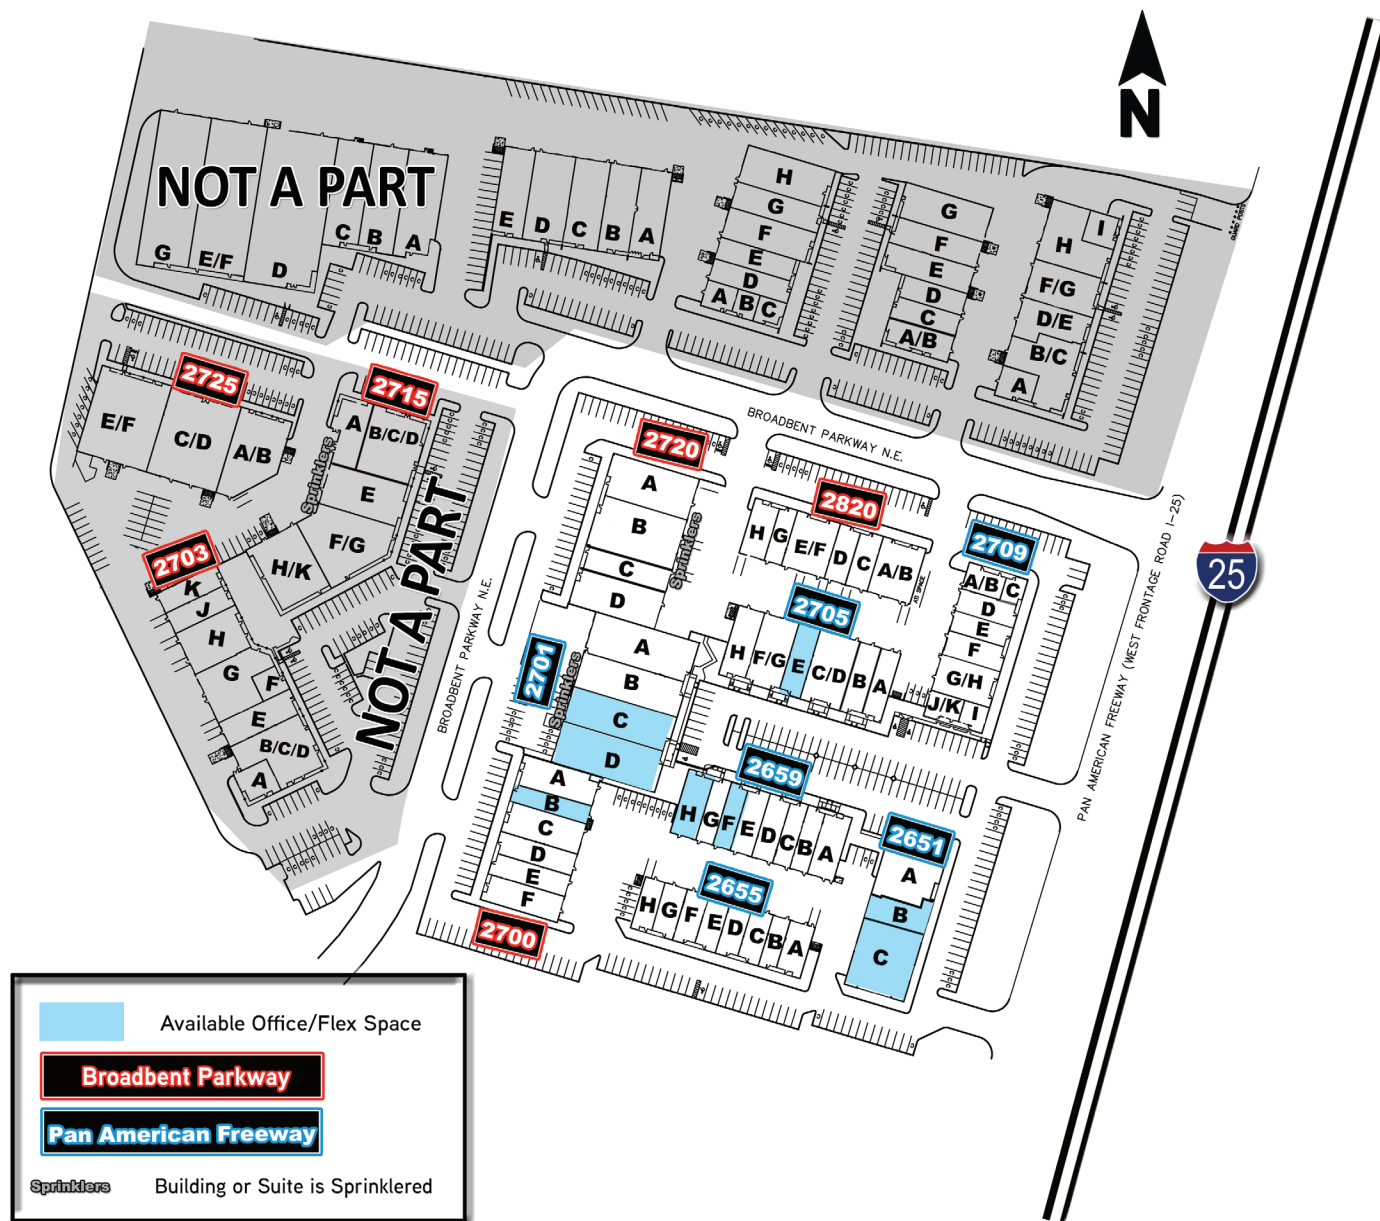 N
NOT A PART
G
E/F
D
C
B
A
E
D
C
B
A
H
G
F
E
D
A
B
C
G
F
E
D
C
A/B
I
H
F/G
D/E
B/C
A
25
BROADBENT PARKWAY N.E.
PAN AMERICAN FREEWAY (WEST FRONTAGE ROAD I-25)
BROADBENT PARKWAY N.E.
NOT A PART
2725
E/F
C/D
A/B
2715
A
B/C/D
E
F/G
H/K
Sprinklers
2703
K
J
H
G
F
E
B/C/D
A
2720
A
B
C
D
Sprinklers
2820
H
G
E/F
D
C
A/B
2709
A/B
C
D
E
F
G/H
J/K
I
2705
H
F/G
E
C/D
B
A
2701
A
B
C
D
Sprinklers
2659
H
G
F
E
D
C
B
A
2651
A
B
C
2655
H
G
F
E
D
C
B
A
A
B
C
D
E
F
2700
Available Office/Flex Space
Broadbent Parkway
Pan American Freeway
Sprinklers
Building or Suite is Sprinklered